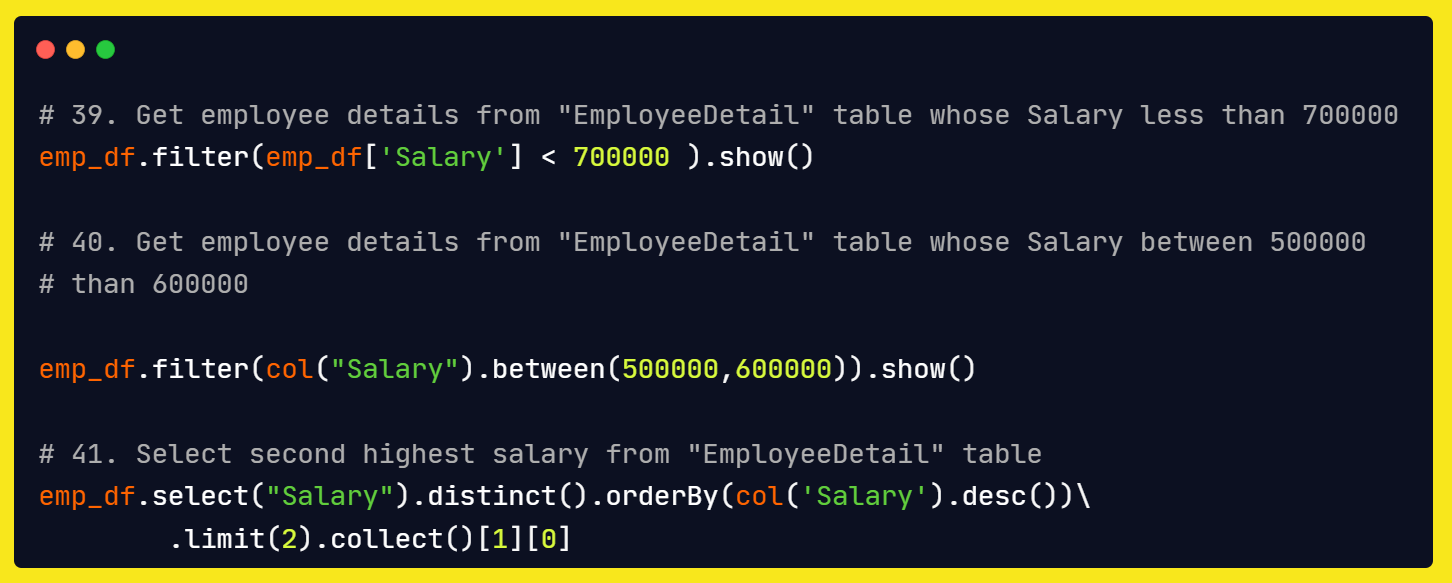 # 39. Get employee details from "EmployeeDetail" table whose Salary less than 700000
emp_df.filter(emp_df['Salary'] < 700000 ).show()
# 40. Get employee details from "EmployeeDetail" table whose Salary between 500000
# than 600000
emp_df.filter(col("Salary").between(500000,600000)).show()
# 41. Select second highest salary from "EmployeeDetail" table
emp_df.select("Salary").distinct().orderBy(col('Salary').desc())\
.limit(2).collect()[1][0]